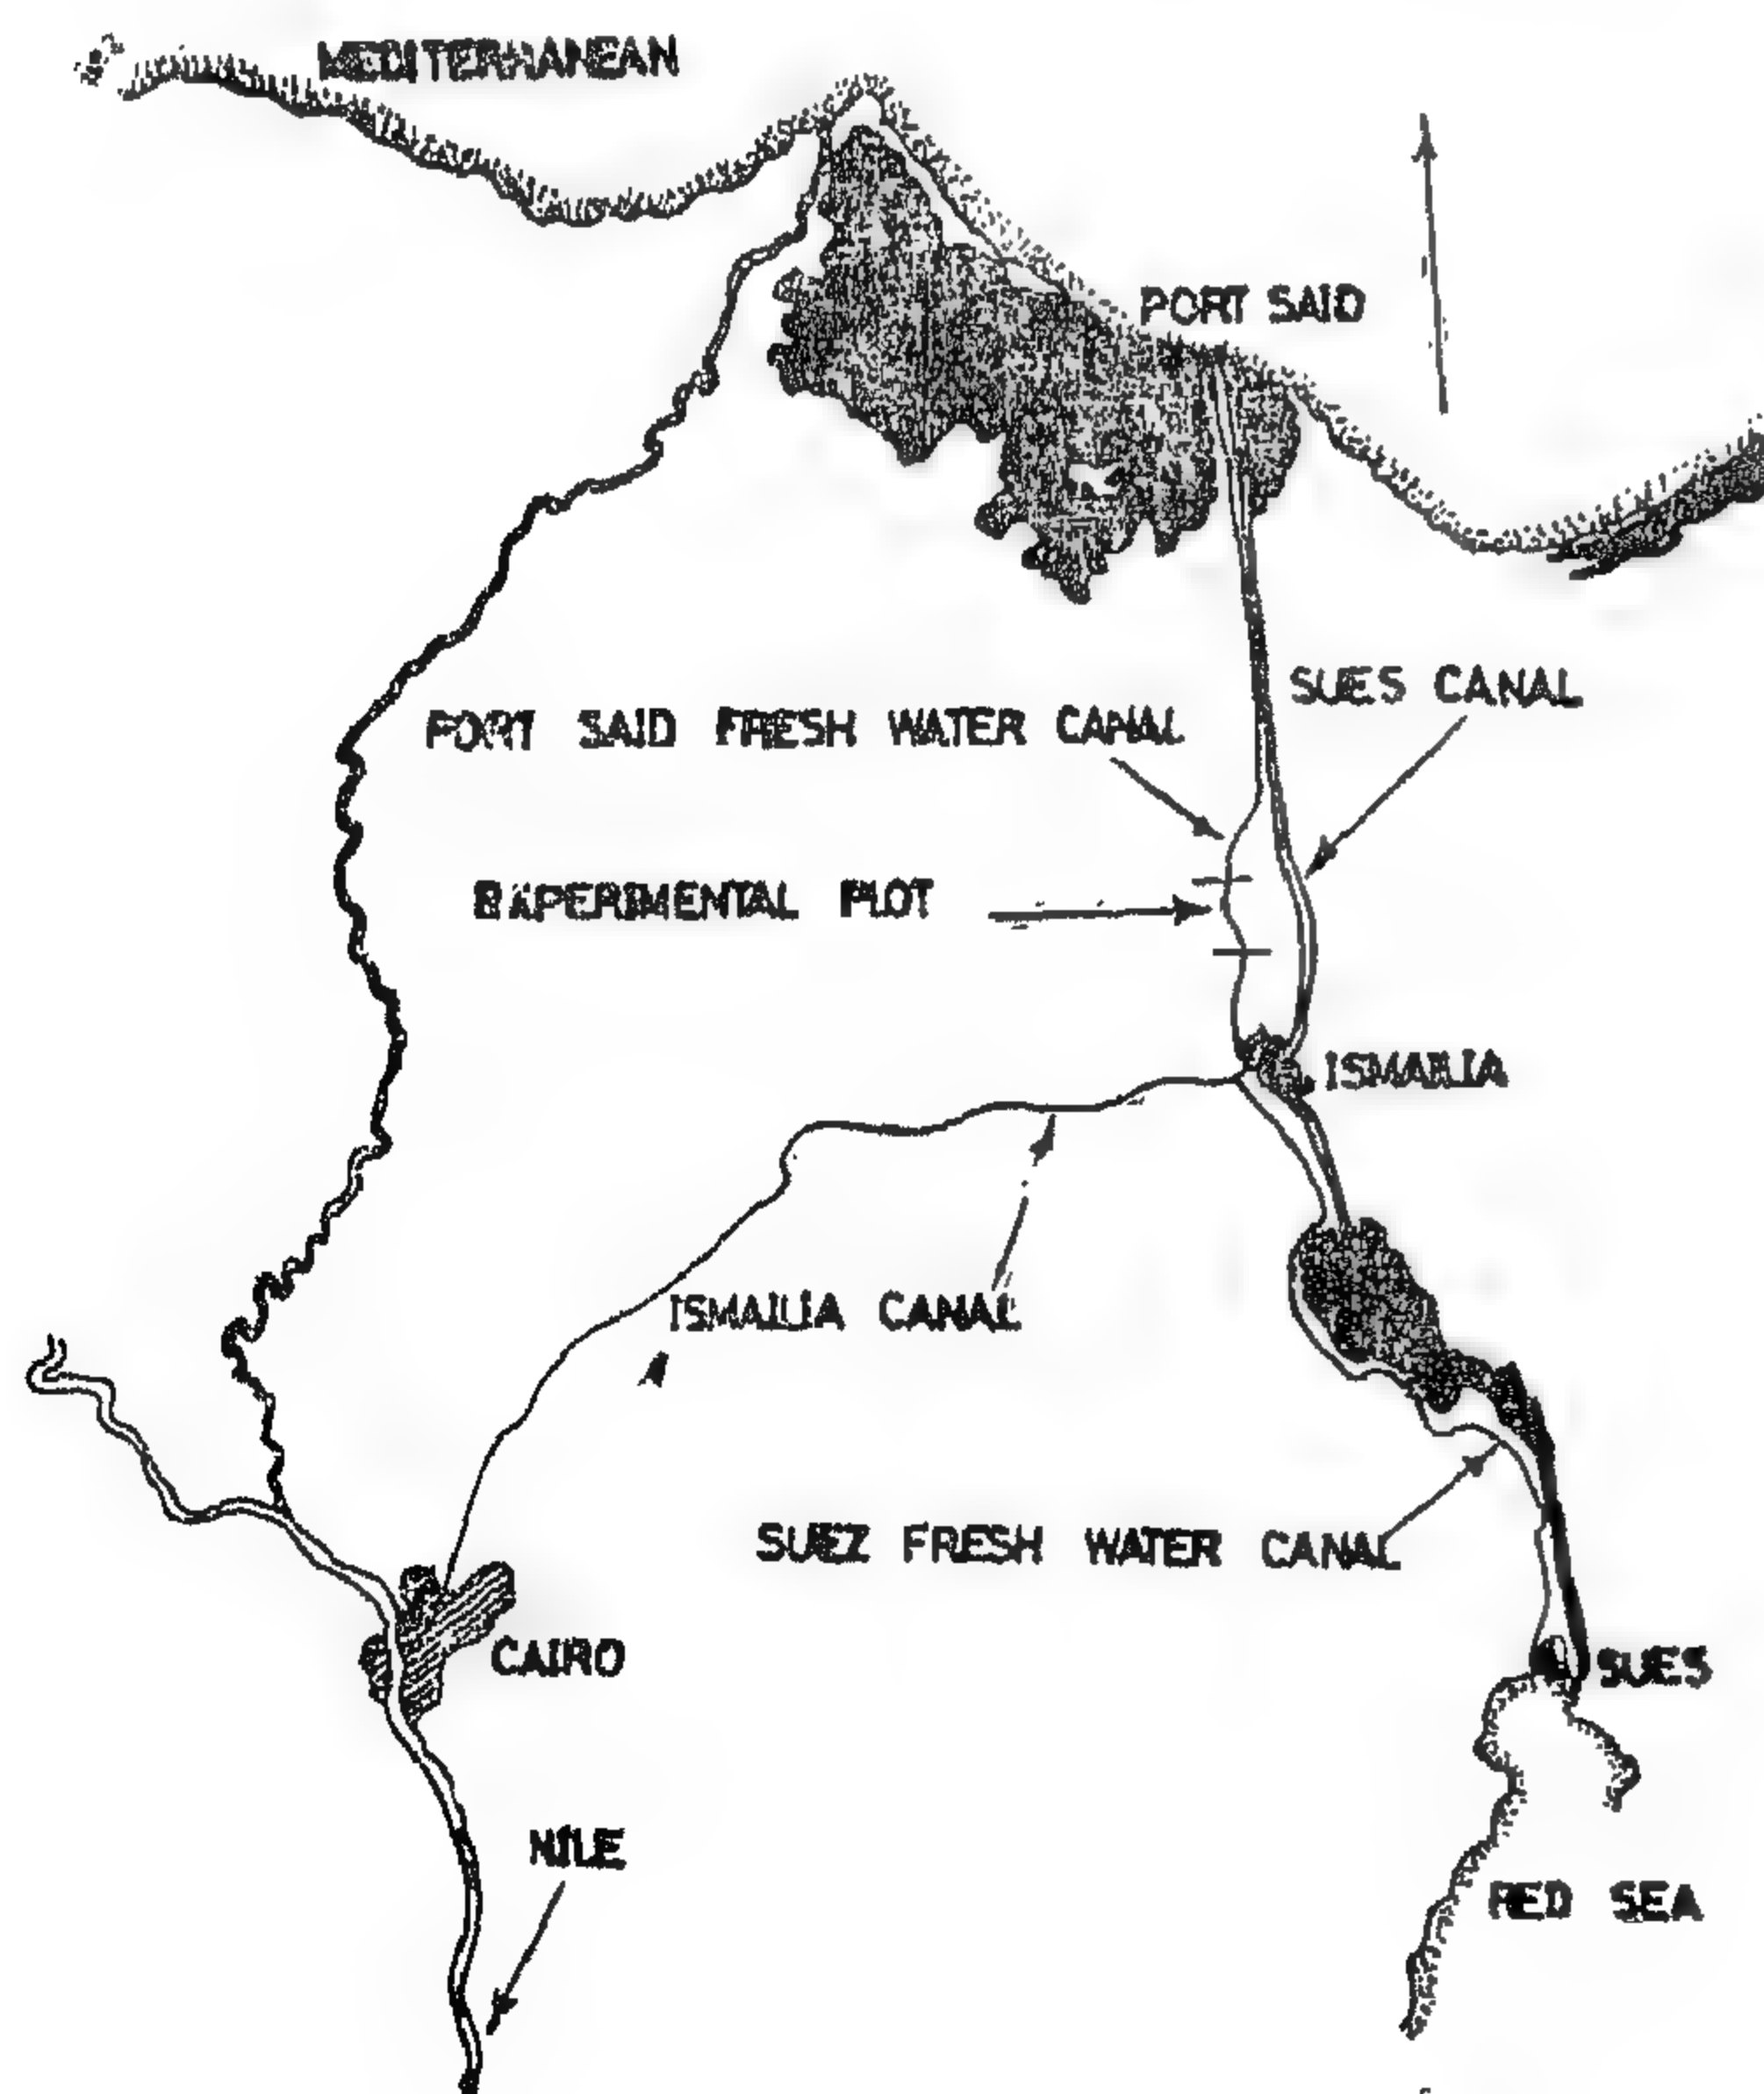 MEDITERRANEAN
PORT SAID
SUES CANAL
PORT SAID FRESH WATER CANAL
EXPERIMENTAL PLOT
ISMAILIA
ISMAILIA CANAL
SUEZ FRESH WATER CANAL
CAIRO
SUES
NILE
RED SEA